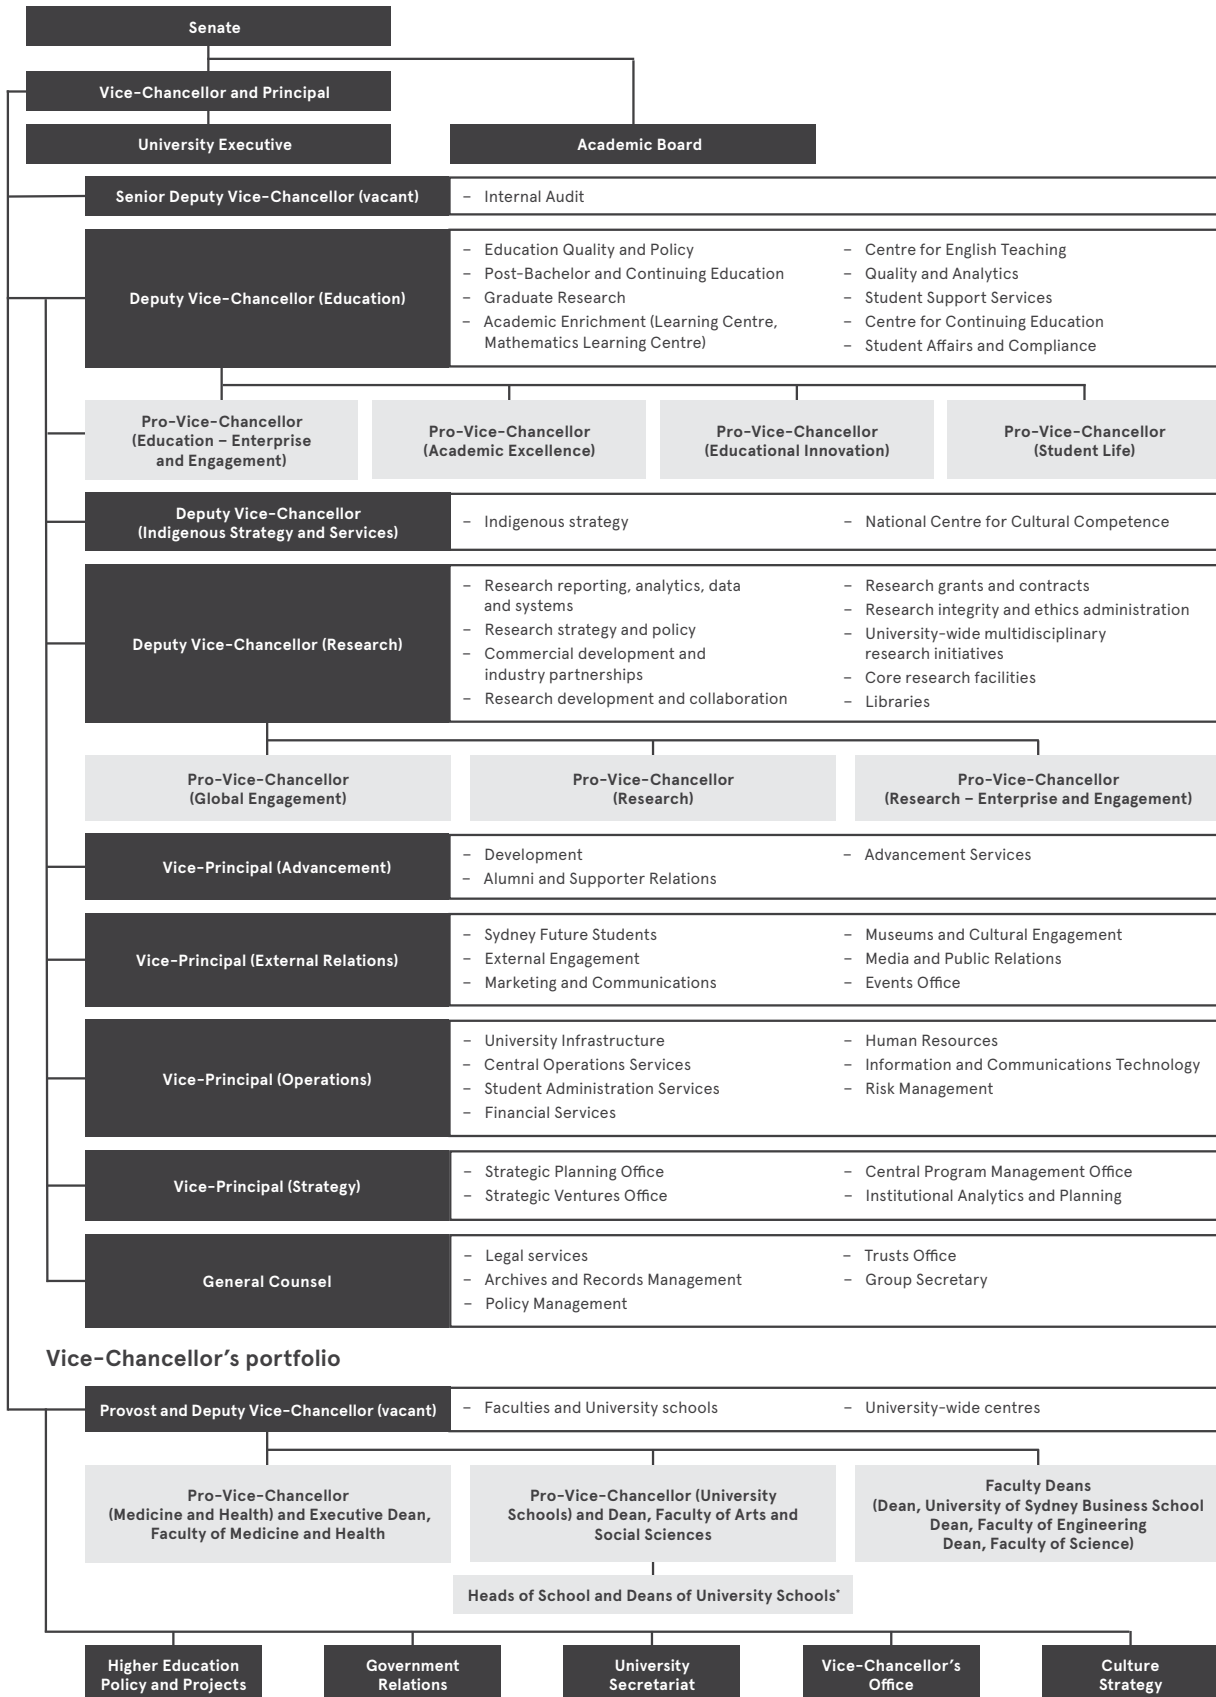 Senate
Vice-Chancellor and Principal
University Executive
Academic Board
Senior Deputy Vice-Chancellor (vacant)
– Internal Audit
Deputy Vice-Chancellor (Education)
– Education Quality and Policy
– Post-Bachelor and Continuing Education
– Graduate Research
– Academic Enrichment (Learning Centre,
Mathematics Learning Centre)
– Centre for English Teaching
– Quality and Analytics
– Student Support Services
– Centre for Continuing Education
– Student Affairs and Compliance
Pro-Vice-Chancellor
(Education – Enterprise
and Engagement)
Pro-Vice-Chancellor
(Academic Excellence)
Pro-Vice-Chancellor
(Educational Innovation)
Pro-Vice-Chancellor
(Student Life)
Deputy Vice-Chancellor
(Indigenous Strategy and Services)
– Indigenous strategy
– National Centre for Cultural Competence
Deputy Vice-Chancellor (Research)
– Research reporting, analytics, data
and systems
– Research strategy and policy
– Commercial development and
industry partnerships
– Research development and collaboration
– Research grants and contracts
– Research integrity and ethics administration
– University-wide multidisciplinary
research initiatives
– Core research facilities
– Libraries
Pro-Vice-Chancellor
(Global Engagement)
Pro-Vice-Chancellor
(Research)
Pro-Vice-Chancellor
(Research – Enterprise and Engagement)
Vice-Principal (Advancement)
– Development
– Alumni and Supporter Relations
– Advancement Services
Vice-Principal (External Relations)
– Sydney Future Students
– External Engagement
– Marketing and Communications
– Museums and Cultural Engagement
– Media and Public Relations
– Events Office
Vice-Principal (Operations)
– University Infrastructure
– Central Operations Services
– Student Administration Services
– Financial Services
– Human Resources
– Information and Communications Technology
– Risk Management
Vice-Principal (Strategy)
– Strategic Planning Office
– Strategic Ventures Office
– Central Program Management Office
– Institutional Analytics and Planning
General Counsel
– Legal services
– Archives and Records Management
– Policy Management
– Trusts Office
– Group Secretary
Vice-Chancellor’s portfolio
Provost and Deputy Vice-Chancellor (vacant)
– Faculties and University schools
– University-wide centres
Pro-Vice-Chancellor
(Medicine and Health) and Executive Dean,
Faculty of Medicine and Health
Pro-Vice-Chancellor (University
Schools) and Dean, Faculty of Arts and
Social Sciences
Faculty Deans
(Dean, University of Sydney Business School
Dean, Faculty of Engineering
Dean, Faculty of Science)
Heads of School and Deans of University Schools*
Higher Education
Policy and Projects
Government
Relations
University
Secretariat
Vice-Chancellor’s
Office
Culture
Strategy